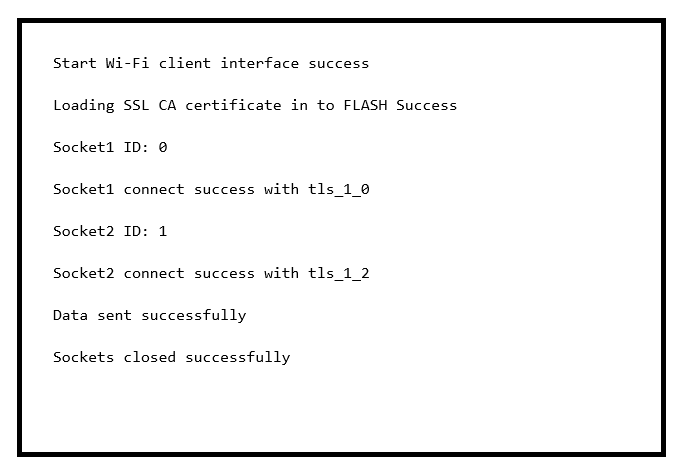 Start Wi-Fi client interface success
Loading SSL CA certificate in to FLASH Success
Socket1 ID: 0
Socket1 connect success with tls_1_0
Socket2 ID: 1
Socket2 connect success with tls_1_2
Data sent successfully
Sockets closed successfully